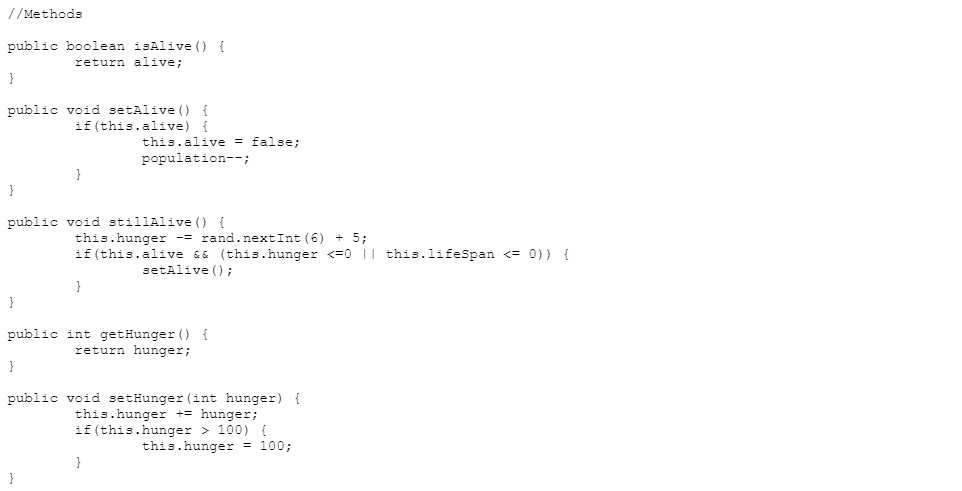 //Methods
public boolean isAlive() {
return alive;
}
public void setAlive() {
if(this.alive) {
this.alive = false;
population--;
}
}
public void stillAlive() {
this.hunger -= rand.nextInt(6) + 5;
if(this.alive && (this.hunger <=0 || this.lifeSpan <= 0)) {
setAlive();
}
}
public int getHunger() {
return hunger;
}
public void setHunger(int hunger) {
this.hunger += hunger;
if(this.hunger > 100) {
this.hunger = 100;
}
}